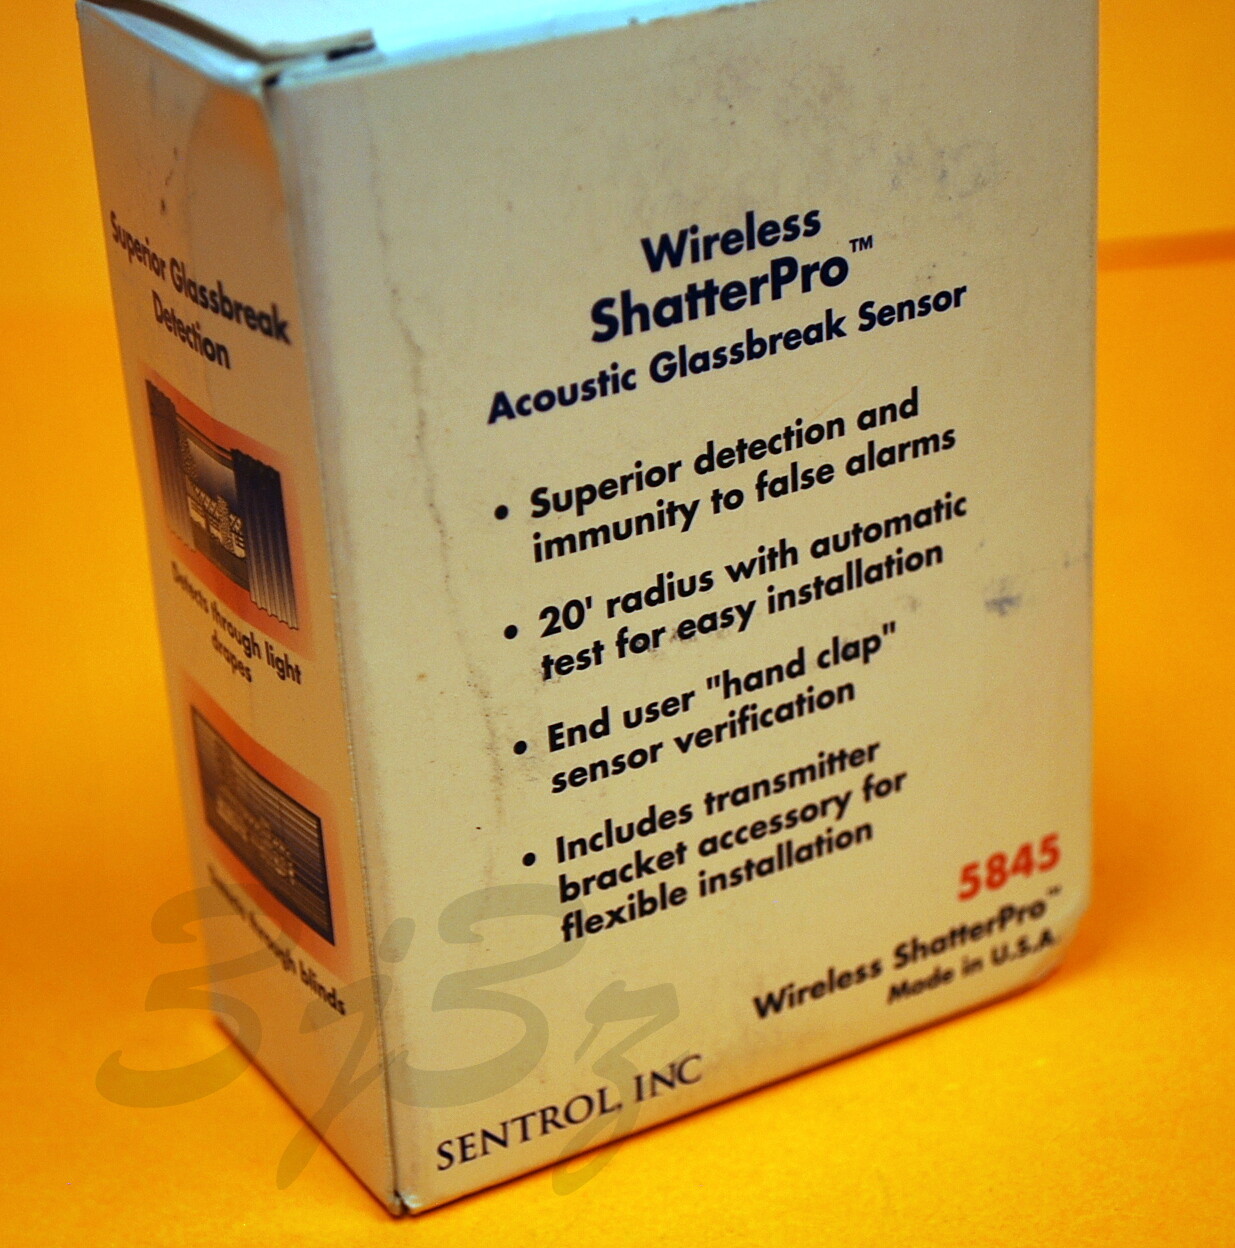 Superior Glassbreak
Detection
Detects through light
drapes
through blinds
Wireless
ShatterPro™
Acoustic Glassbreak Sensor
• Superior detection and
immunity to false alarms
• 20' radius with automatic
test for easy installation
• End user "hand clap"
sensor verification
• Includes transmitter
bracket accessory for
flexible installation
5845
Wireless ShatterPro™
Made in U.S.A.
SENTROL, INC
3j3z